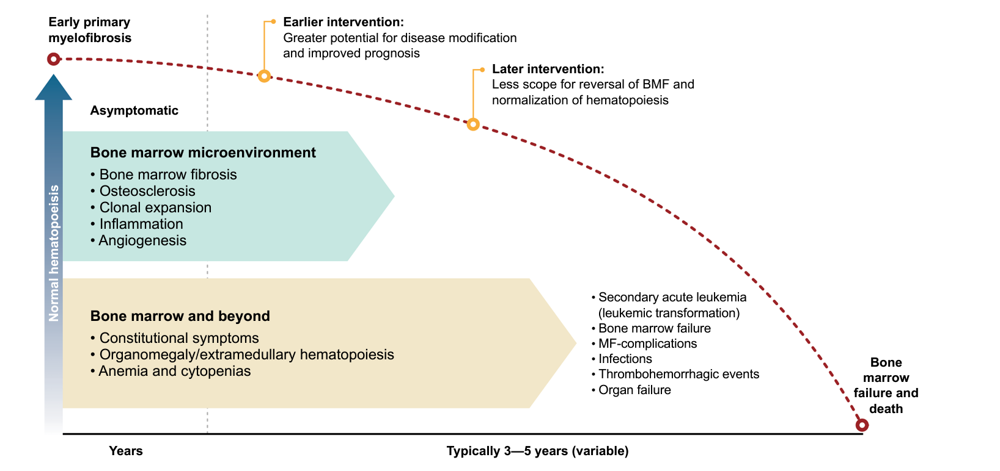 Early primary
myelofibrosis
Earlier intervention:
Greater potential for disease modification
and improved prognosis
Later intervention:
Less scope for reversal of BMF and
normalization of hematopoiesis
Asymptomatic
Normal hematopoeisis
Bone marrow microenvironment
• Bone marrow fibrosis
• Osteosclerosis
• Clonal expansion
• Inflammation
• Angiogenesis
Bone marrow and beyond
• Constitutional symptoms
• Organomegaly/extramedullary hematopoiesis
• Anemia and cytopenias
• Secondary acute leukemia
(leukemic transformation)
• Bone marrow failure
• MF-complications
• Infections
• Thrombohemorrhagic events
• Organ failure
Bone
marrow
failure and
death
Years
Typically 3—5 years (variable)